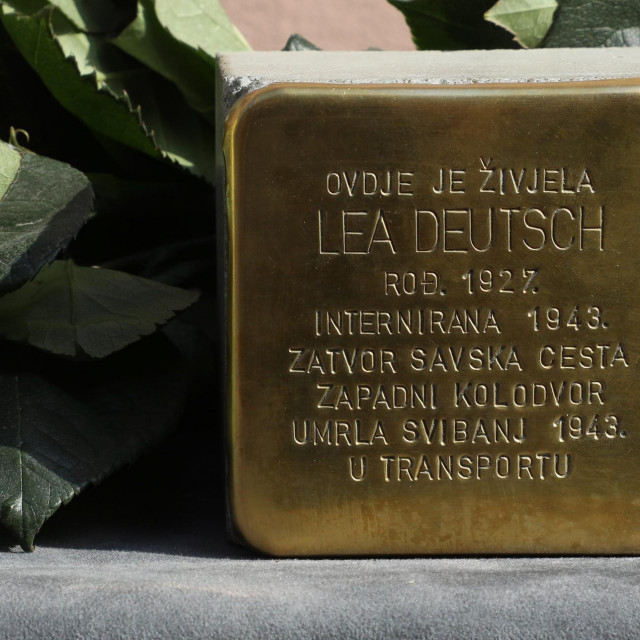 OVDJE JE ŽIVJELA
LEA DEUTSCH
ROĐ. 1927.
INTERNIRANA 1943.
ZATVOR SAVSKA CESTA
ZAPADNI KOLODVOR
UMRLA SVIBANJ 1943.
U TRANSPORTU